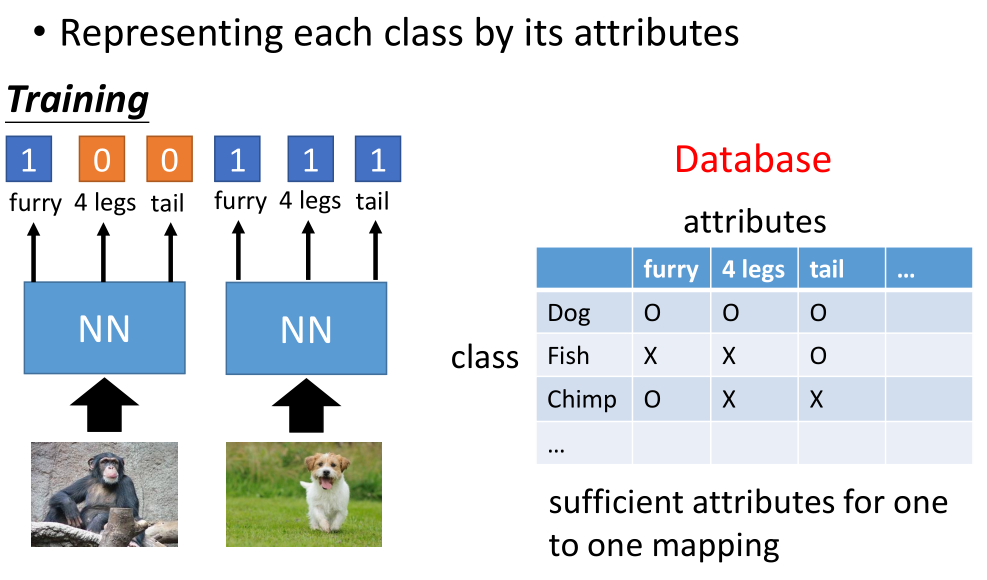 • Representing each class by its attributes
Training
1 0 0 1 1 1
furry 4 legs tail furry 4 legs tail
NN NN
Database
attributes
class
furry 4 legs tail ...
Dog O O O
Fish X X O
Chimp O X X
...
sufficient attributes for one
to one mapping